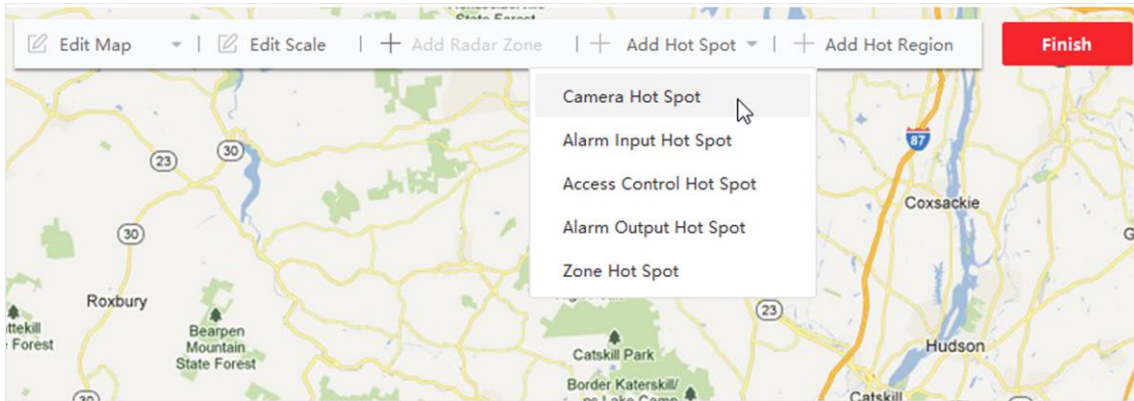 State Forest
Edit Map
Edit Scale
Add Radar Zone
Add Hot Spot
Add Hot Region
Finish
Camera Hot Spot
Alarm Input Hot Spot
Access Control Hot Spot
Alarm Output Hot Spot
Zone Hot Spot
30
23
87
Coxsackie
30
G
Roxbury
23
Forest
Bearpen
Mountain
State Forest
Catskill Park
Hudson
Border Katerskill/
30
Catskill